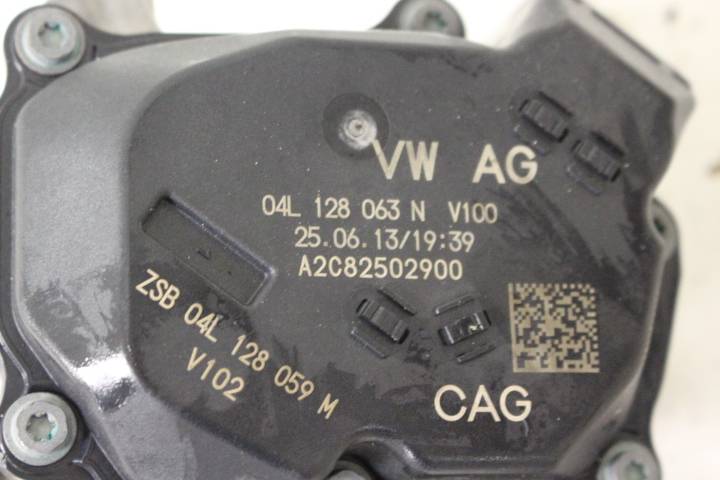 VW AG
04L 128 063 N V100
25.06.13/19:39
A2C82502900
ZSB 04L 128 059 M
V102
CAG